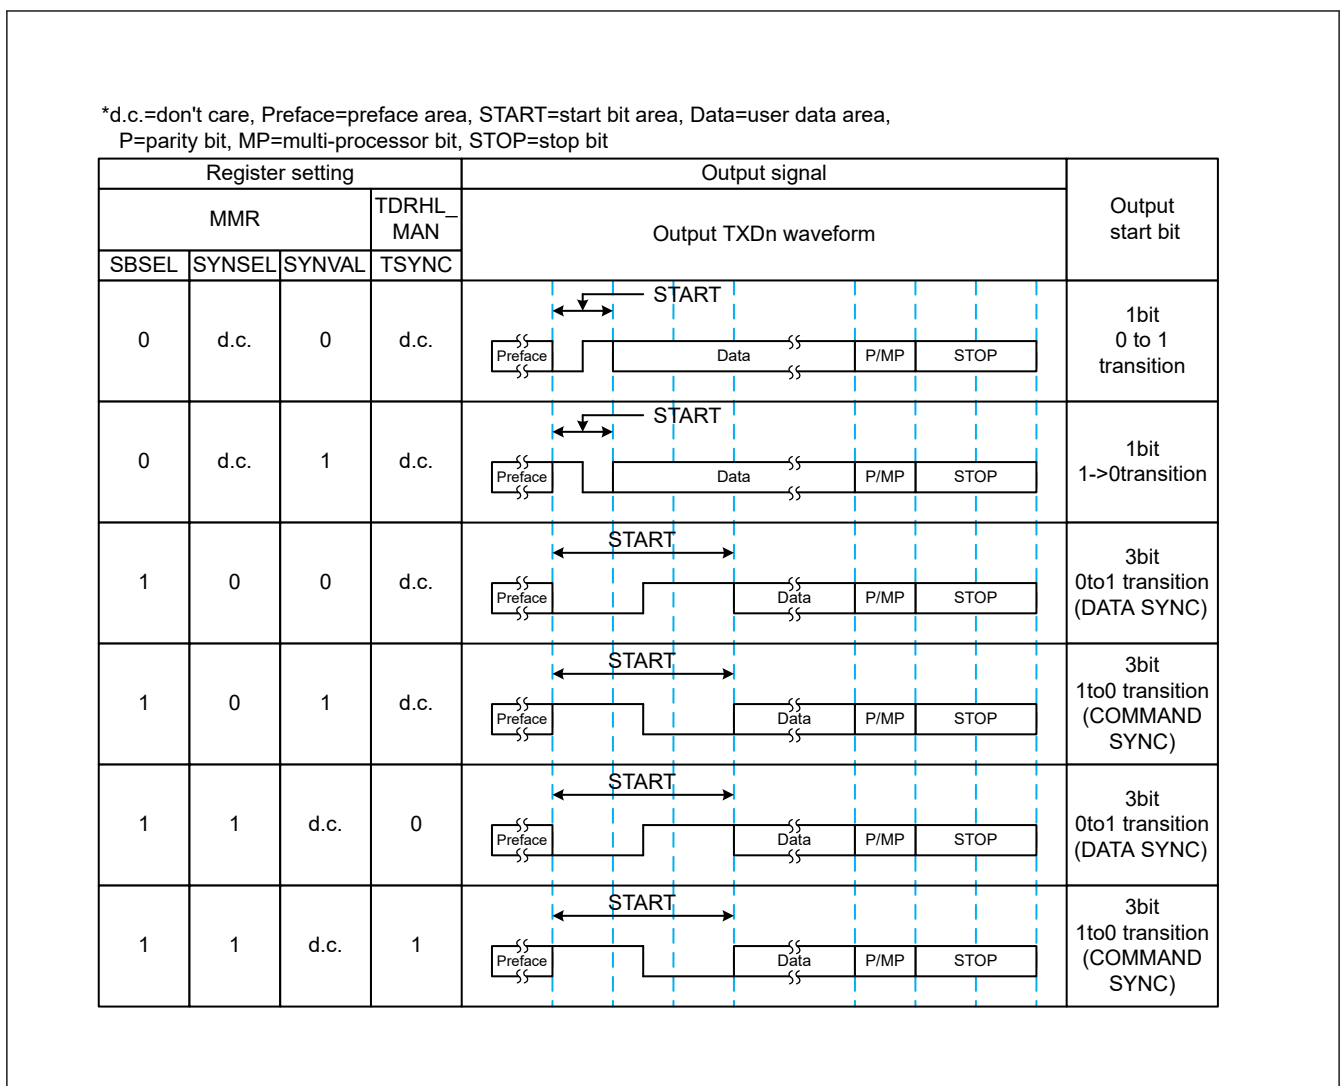 *d.c.=don't care, Preface=preface area, START=start bit area, Data=user data area,
P=parity bit, MP=multi-processor bit, STOP=stop bit
Register setting
Output signal
Output
start bit
MMR
TDRHL_
MAN
Output TXDn waveform
SBSEL SYNSEL SYNVAL TSYNC
0 d.c. 0 d.c.
START
Preface Data P/MP STOP
1bit
0 to 1
transition
0 d.c. 1 d.c.
START
Preface Data P/MP STOP
1bit
1->0transition
1 0 0 d.c.
START
Preface Data P/MP STOP
3bit
0to1 transition
(DATA SYNC)
1 0 1 d.c.
START
Preface Data P/MP STOP
3bit
1to0 transition
(COMMAND
SYNC)
1 1 d.c. 0
START
Preface Data P/MP STOP
3bit
0to1 transition
(DATA SYNC)
1 1 d.c. 1
START
Preface Data P/MP STOP
3bit
1to0 transition
(COMMAND
SYNC)